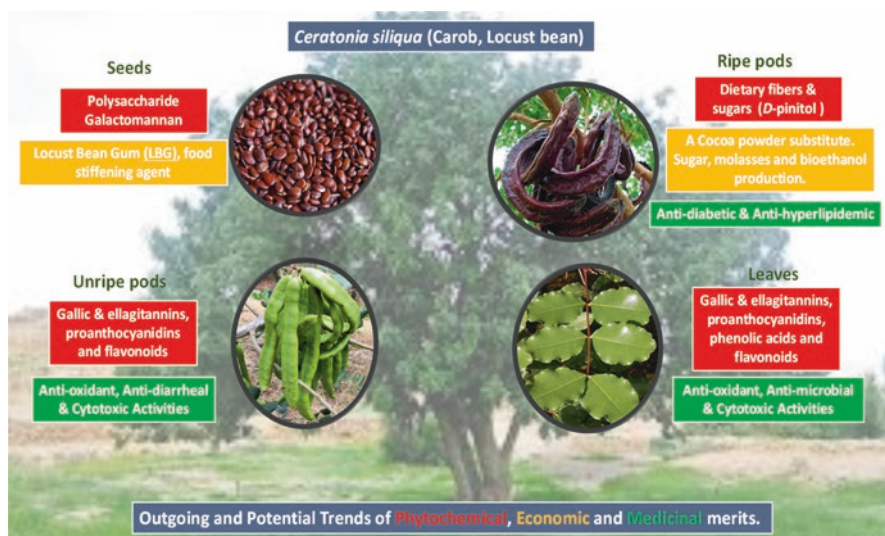 Ceratonia siliqua (Carob, Locust bean)
Seeds
Polysaccharide
Galactomannan
Locust Bean Gum (LBG), food
stiffening agent
Ripe pods
Dietary fibers &
sugars (D-pinitol )
A Cocoa powder substitute.
Sugar, molasses and bioethanol
production.
Anti-diabetic & Anti-hyperlipidemic
Unripe pods
Gallic & ellagitannins,
proanthocyanidins
and flavonoids
Anti-oxidant, Anti-diarrheal
& Cytotoxic Activities
Leaves
Gallic & ellagitannins,
proanthocyanidins,
phenolic acids and
flavonoids
Anti-oxidant, Anti-microbial
& Cytotoxic Activities
Outgoing and Potential Trends of Phytochemical, Economic and Medicinal merits.